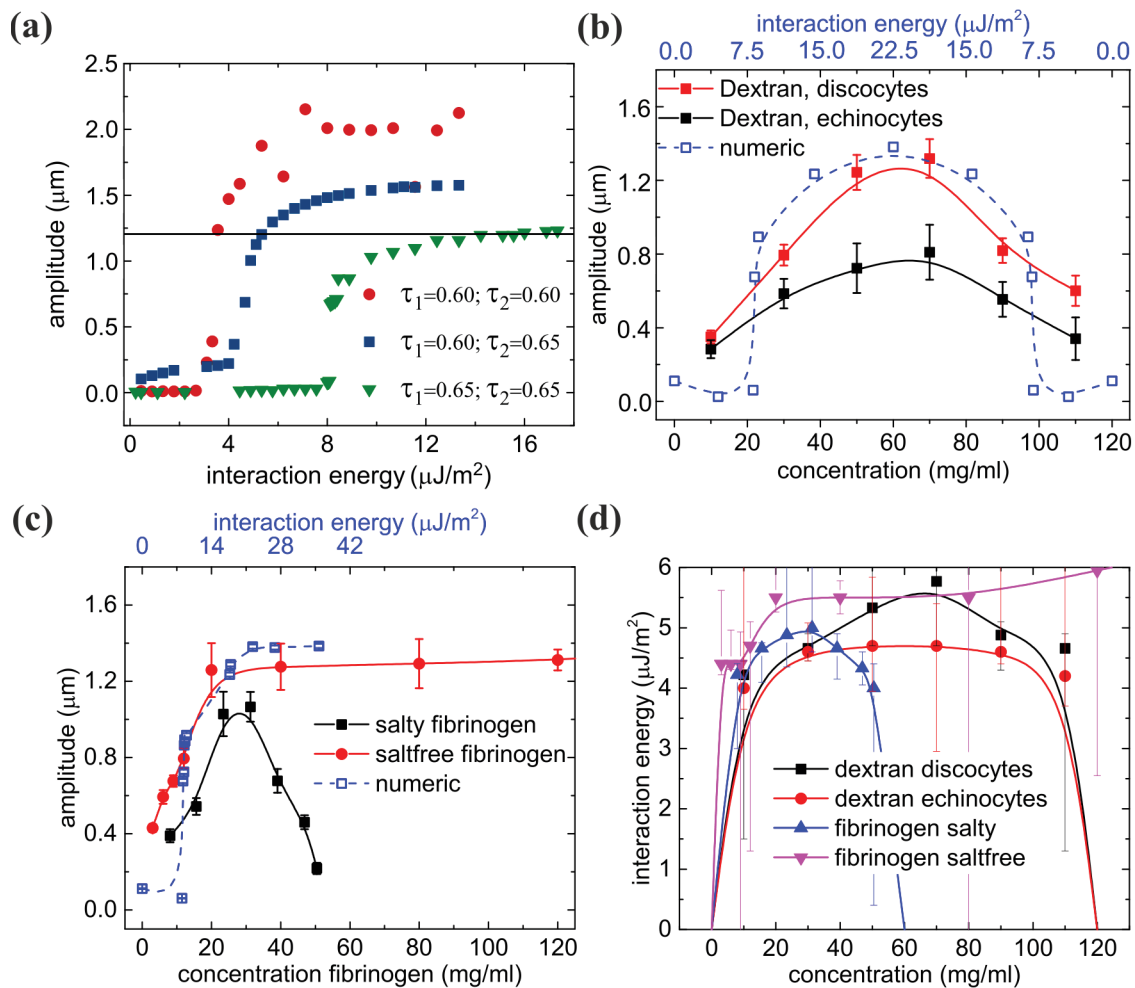 (a)
2.5
2.0
1.5
1.0
0.5
0.0
amplitude (μm)
τ1=0.60; τ2=0.60
τ1=0.60; τ2=0.65
τ1=0.65; τ2=0.65
0 4 8 12 16
interaction energy (μJ/m²)
(b)
interaction energy (μJ/m²)
0.0 7.5 15.0 22.5 15.0 7.5 0.0
Dextran, discocytes
Dextran, echinocytes
numeric
1.6
1.2
0.8
0.4
0.0
amplitude (μm)
0 20 40 60 80 100 120
concentration (mg/ml)
(c)
interaction energy (μJ/m²)
0 14 28 42
1.6
1.2
0.8
0.4
0.0
amplitude (μm)
salty fibrinogen
saltfree fibrinogen
numeric
0 20 40 60 80 100 120
concentration fibrinogen (mg/ml)
(d)
6
5
4
3
2
1
0
interaction energy (μJ/m²)
dextran discocytes
dextran echinocytes
fibrinogen salty
fibrinogen saltfree
0 20 40 60 80 100 120
concentration (mg/ml)